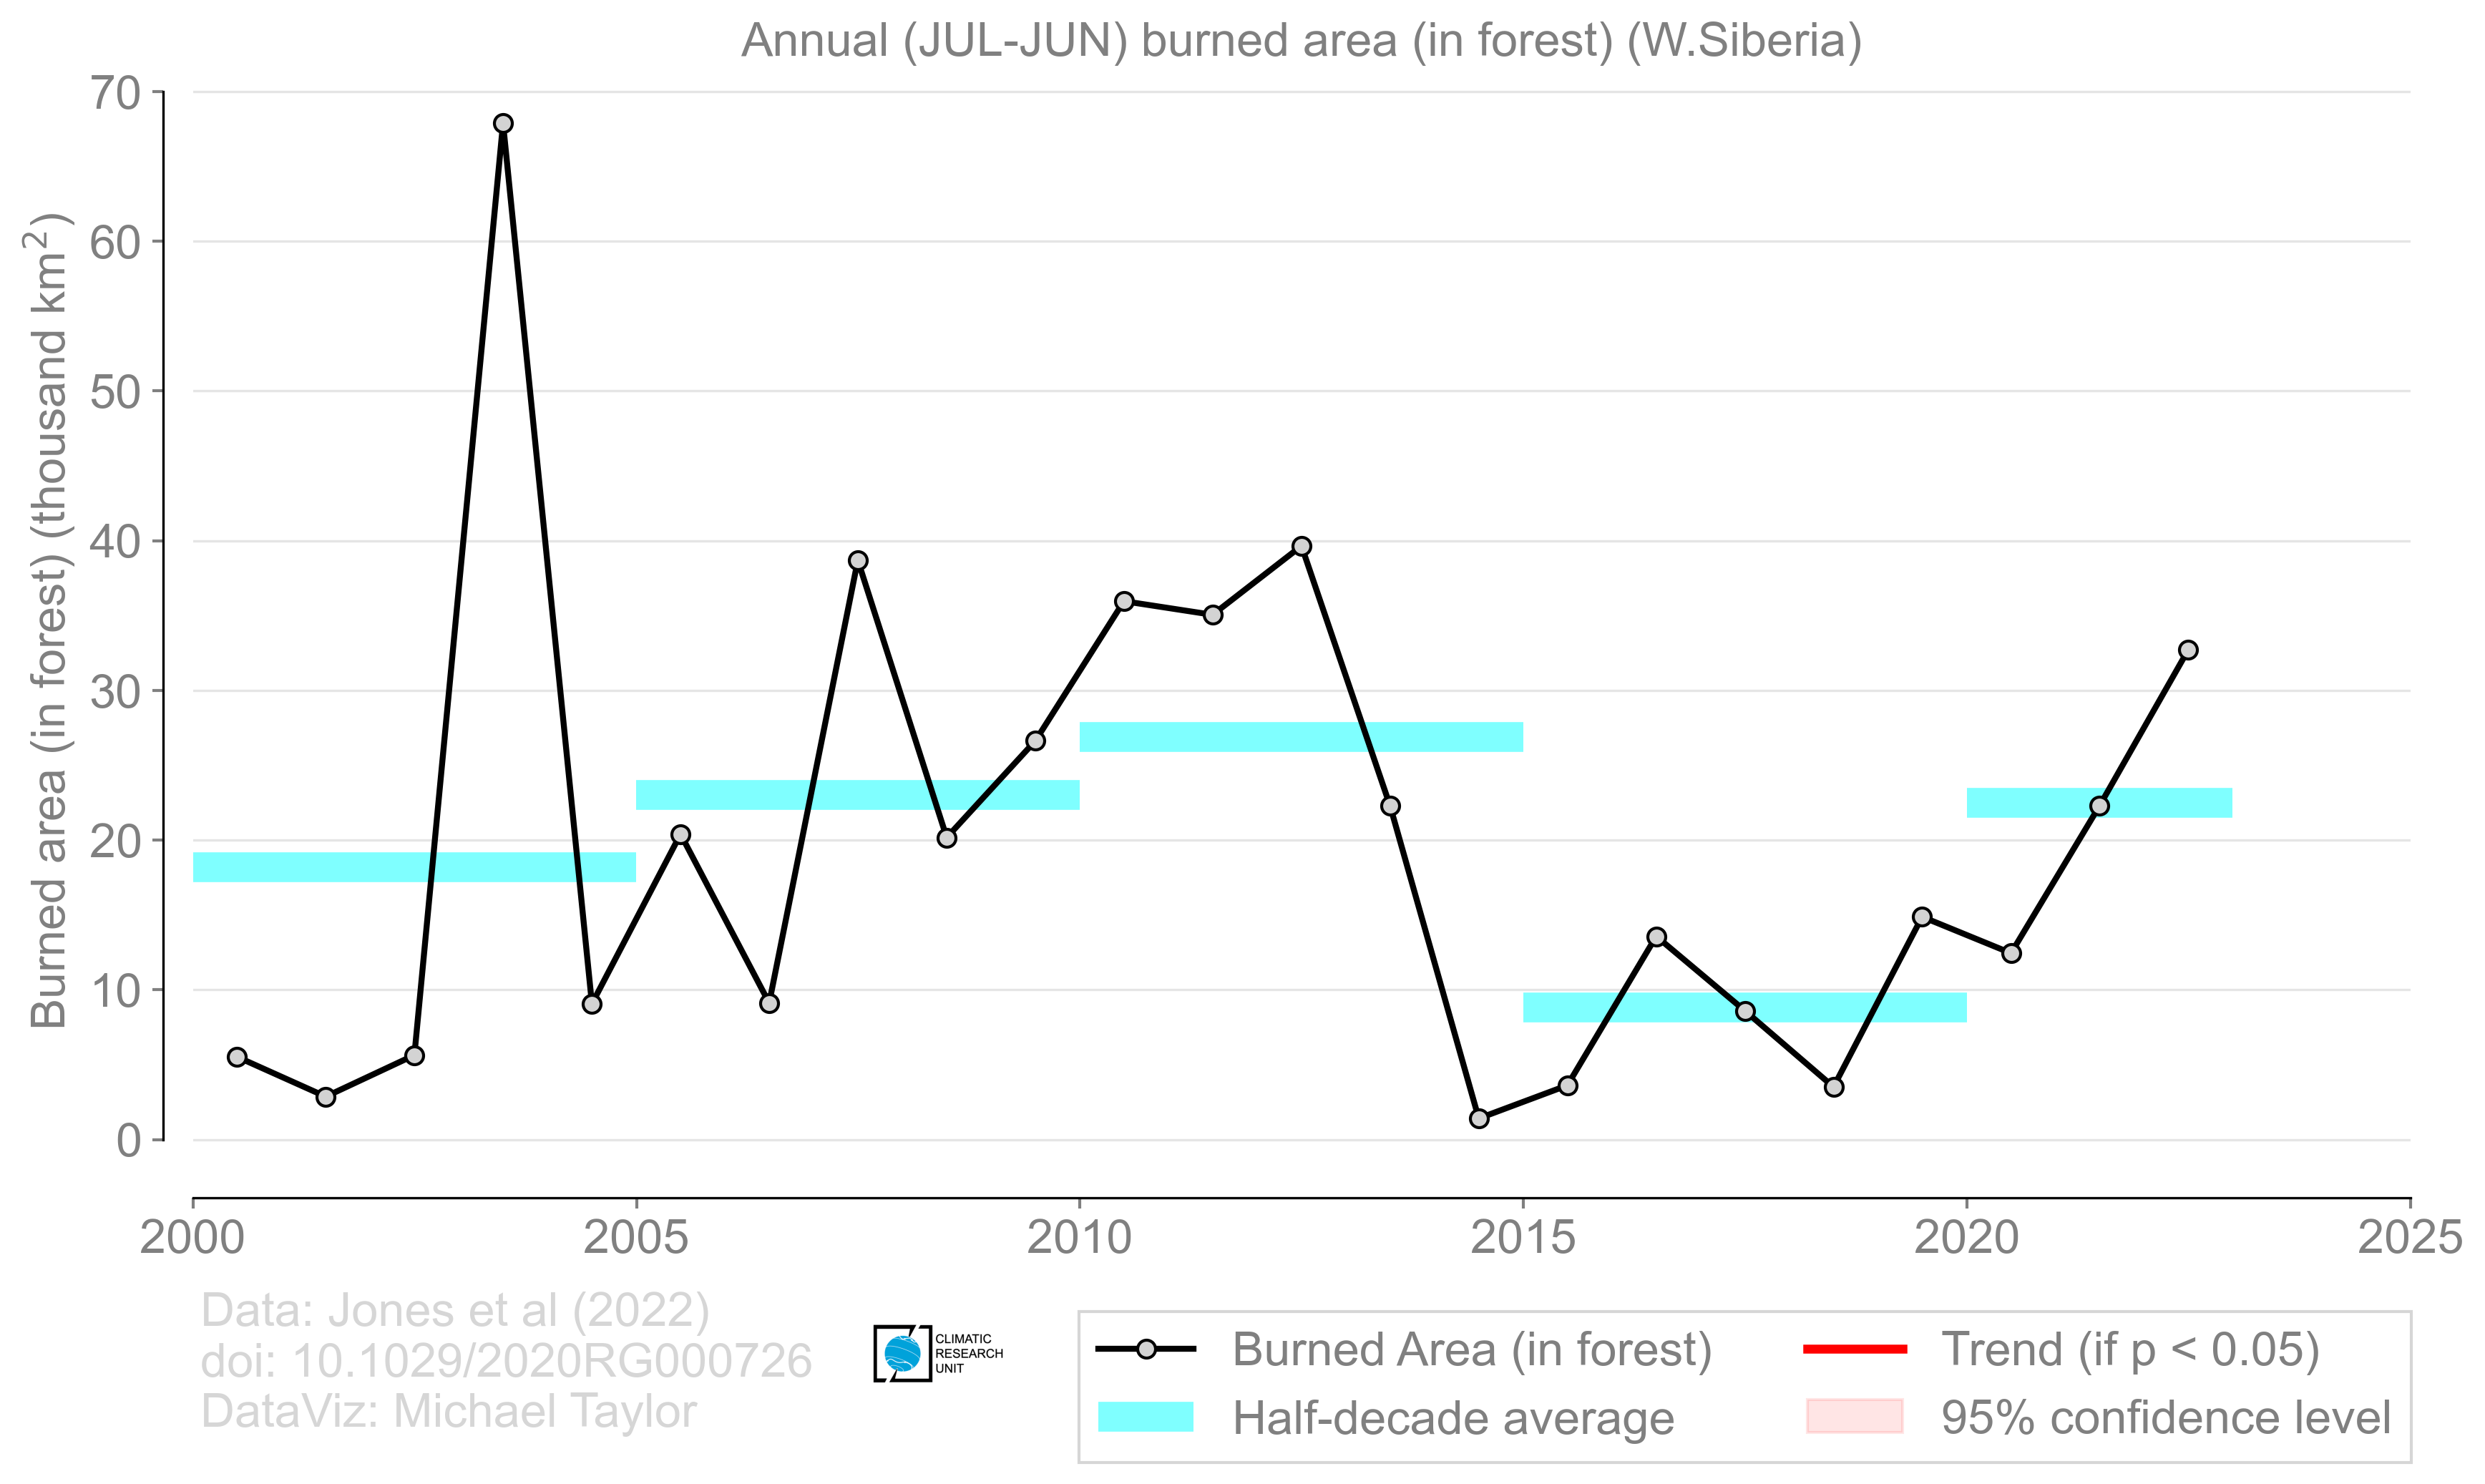 Annual (JUL-JUN) burned area (in forest) (W.Siberia)
Burned area (in forest) (thousand km²)
70
60
50
40
30
20
10
0
2000 2005 2010 2015 2020 2025
Data: Jones et al (2022)
doi: 10.1029/2020RG000726
DataViz: Michael Taylor
CLIMATIC
RESEARCH
UNIT
Burned Area (in forest)
Half-decade average
Trend (if p < 0.05)
95% confidence level